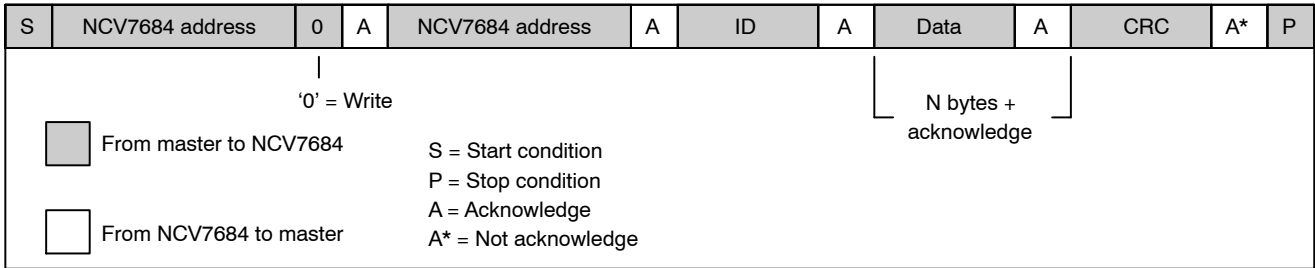 S NCV7684 address 0 A NCV7684 address A ID A Data A CRC A* P
‘0’ = Write
N bytes +
acknowledge
From master to NCV7684
From NCV7684 to master
S = Start condition
P = Stop condition
A = Acknowledge
A* = Not acknowledge